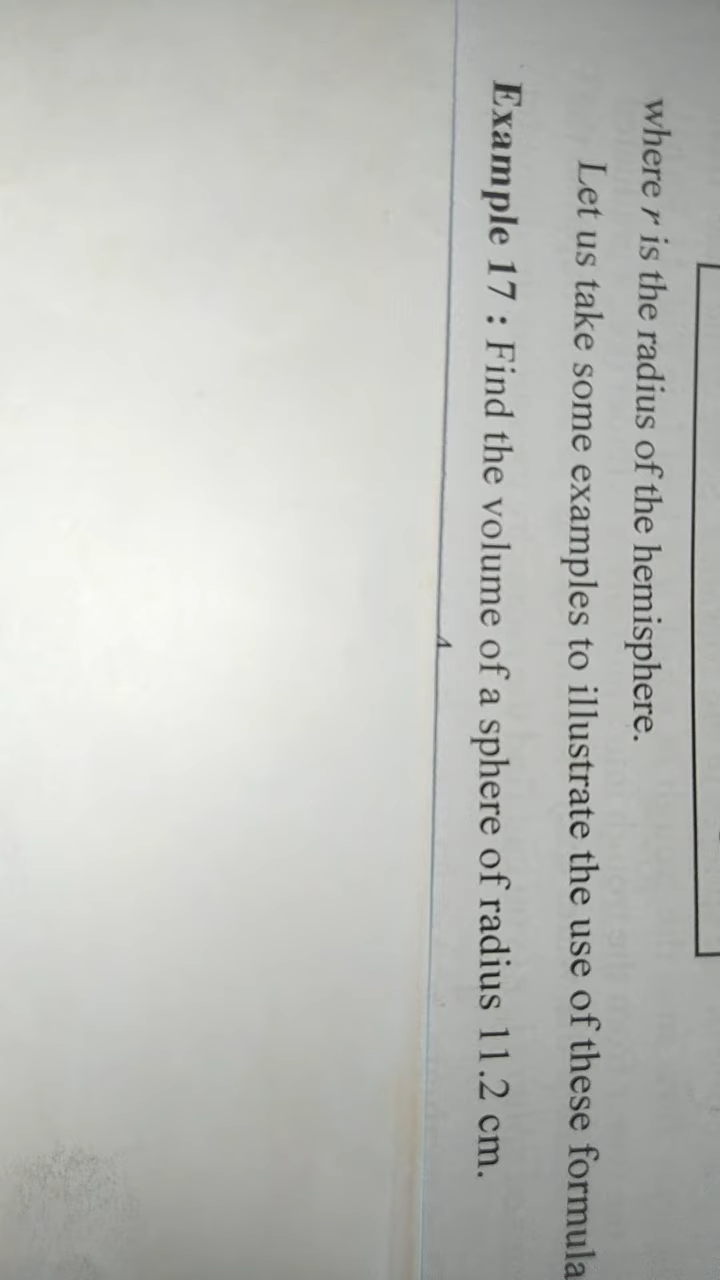 where r is the radius of the hemisphere.
Let us take some examples to illustrate the use of these formula
Example 17 : Find the volume of a sphere of radius 11.2 cm.